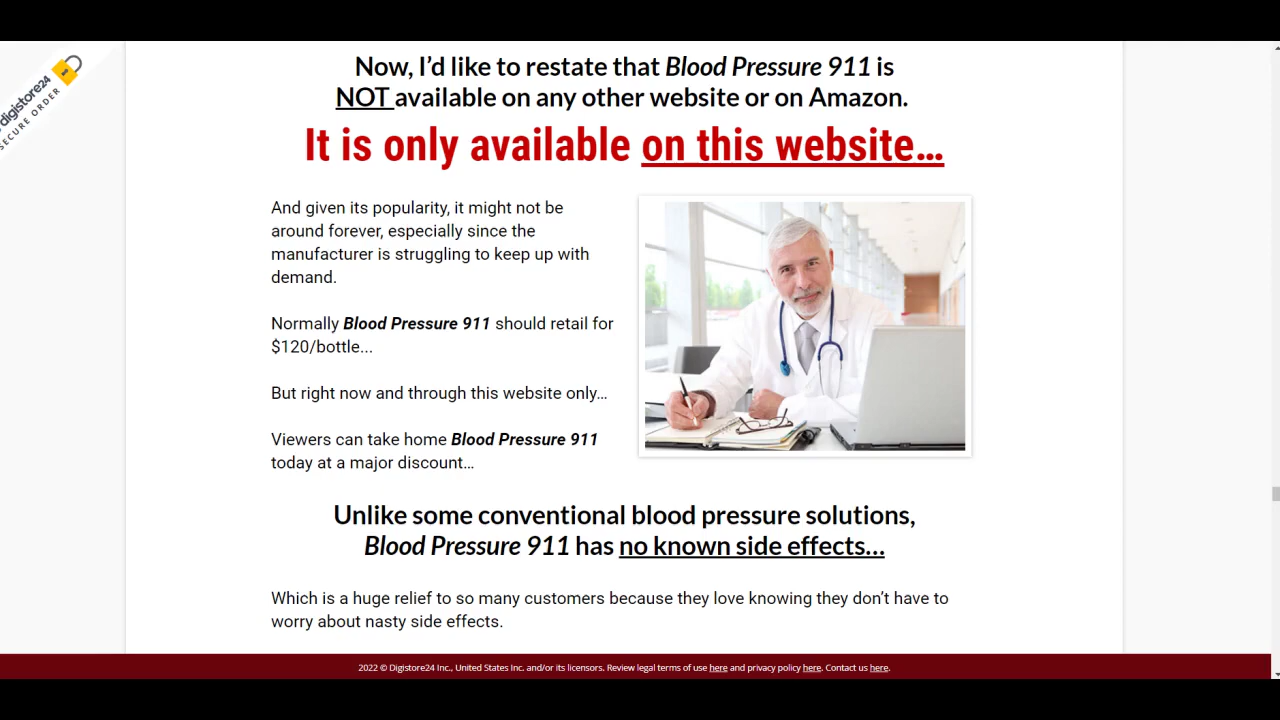 digistore24
SECURE ORDER
Now, I'd like to restate that Blood Pressure 911 is
NOT available on any other website or on Amazon.
It is only available on this website…
And given its popularity, it might not be
around forever, especially since the
manufacturer is struggling to keep up with
demand.
Normally Blood Pressure 911 should retail for
$120/bottle...
But right now and through this website only…
Viewers can take home Blood Pressure 911
today at a major discount…
Unlike some conventional blood pressure solutions,
Blood Pressure 911 has no known side effects…
Which is a huge relief to so many customers because they love knowing they don't have to
worry about nasty side effects.
2022 © Digistore24 Inc., United States Inc. and/or its licensors. Review legal terms of use here and privacy policy here. Contact us here.